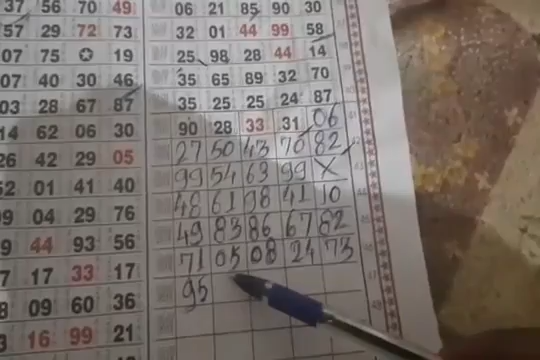 37 56 70 49 06 21 85 90 30
57 29 72 73 32 01 44 99 58
07 75 ✪ 19 25 98 28 44 14
07 40 30 46 35 65 89 32 70
03 28 67 87 35 25 25 24 87
14 62 06 30 90 28 33 31 06
26 42 29 05 27 50 43 70 82
52 01 41 40 99 54 63 99 X
09 04 29 76 48 61 98 41 10
9 44 93 56 49 83 86 67 82
7 17 33 17 71 05 08 24 73
8 09 60 36 95
3 16 99 21